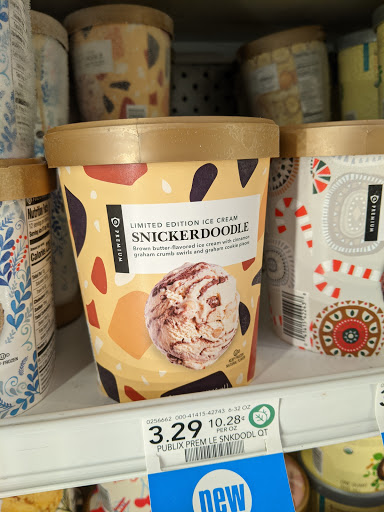 LIMITED EDITION ICE CREAM
SNICKERDOODLE
Brown butter-flavored ice cream with cinnamon
graham crumb swirls and graham cookie pieces
PREMIUM
0256662 000-41415-42743 6-32 OZ
3.29 10.28¢
PER OZ
PUBLIX PREM LE SNKDODL QT
new